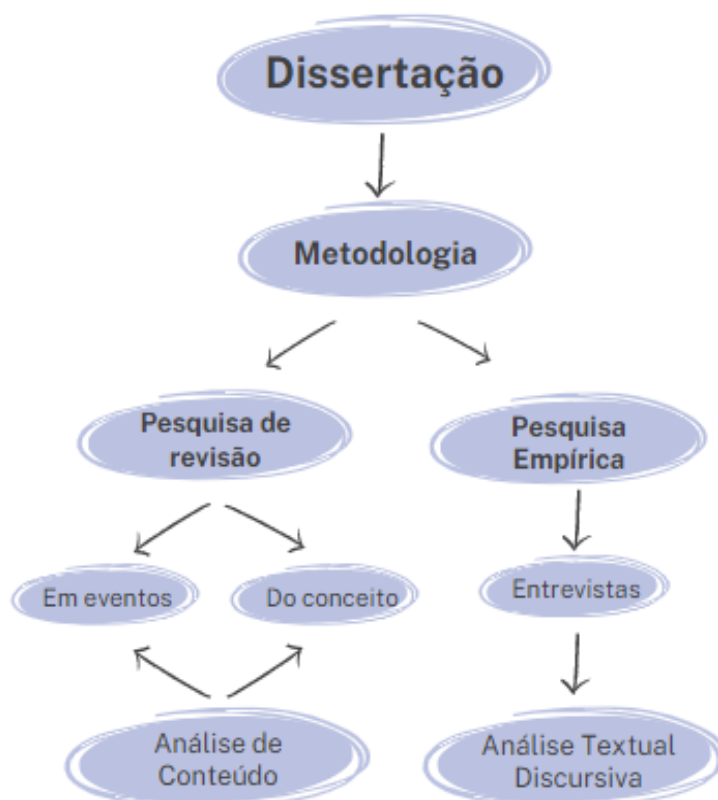 Dissertação
Metodologia
Pesquisa de
revisão
Pesquisa
Empírica
Em eventos
Do conceito
Entrevistas
Análise de
Conteúdo
Análise Textual
Discursiva